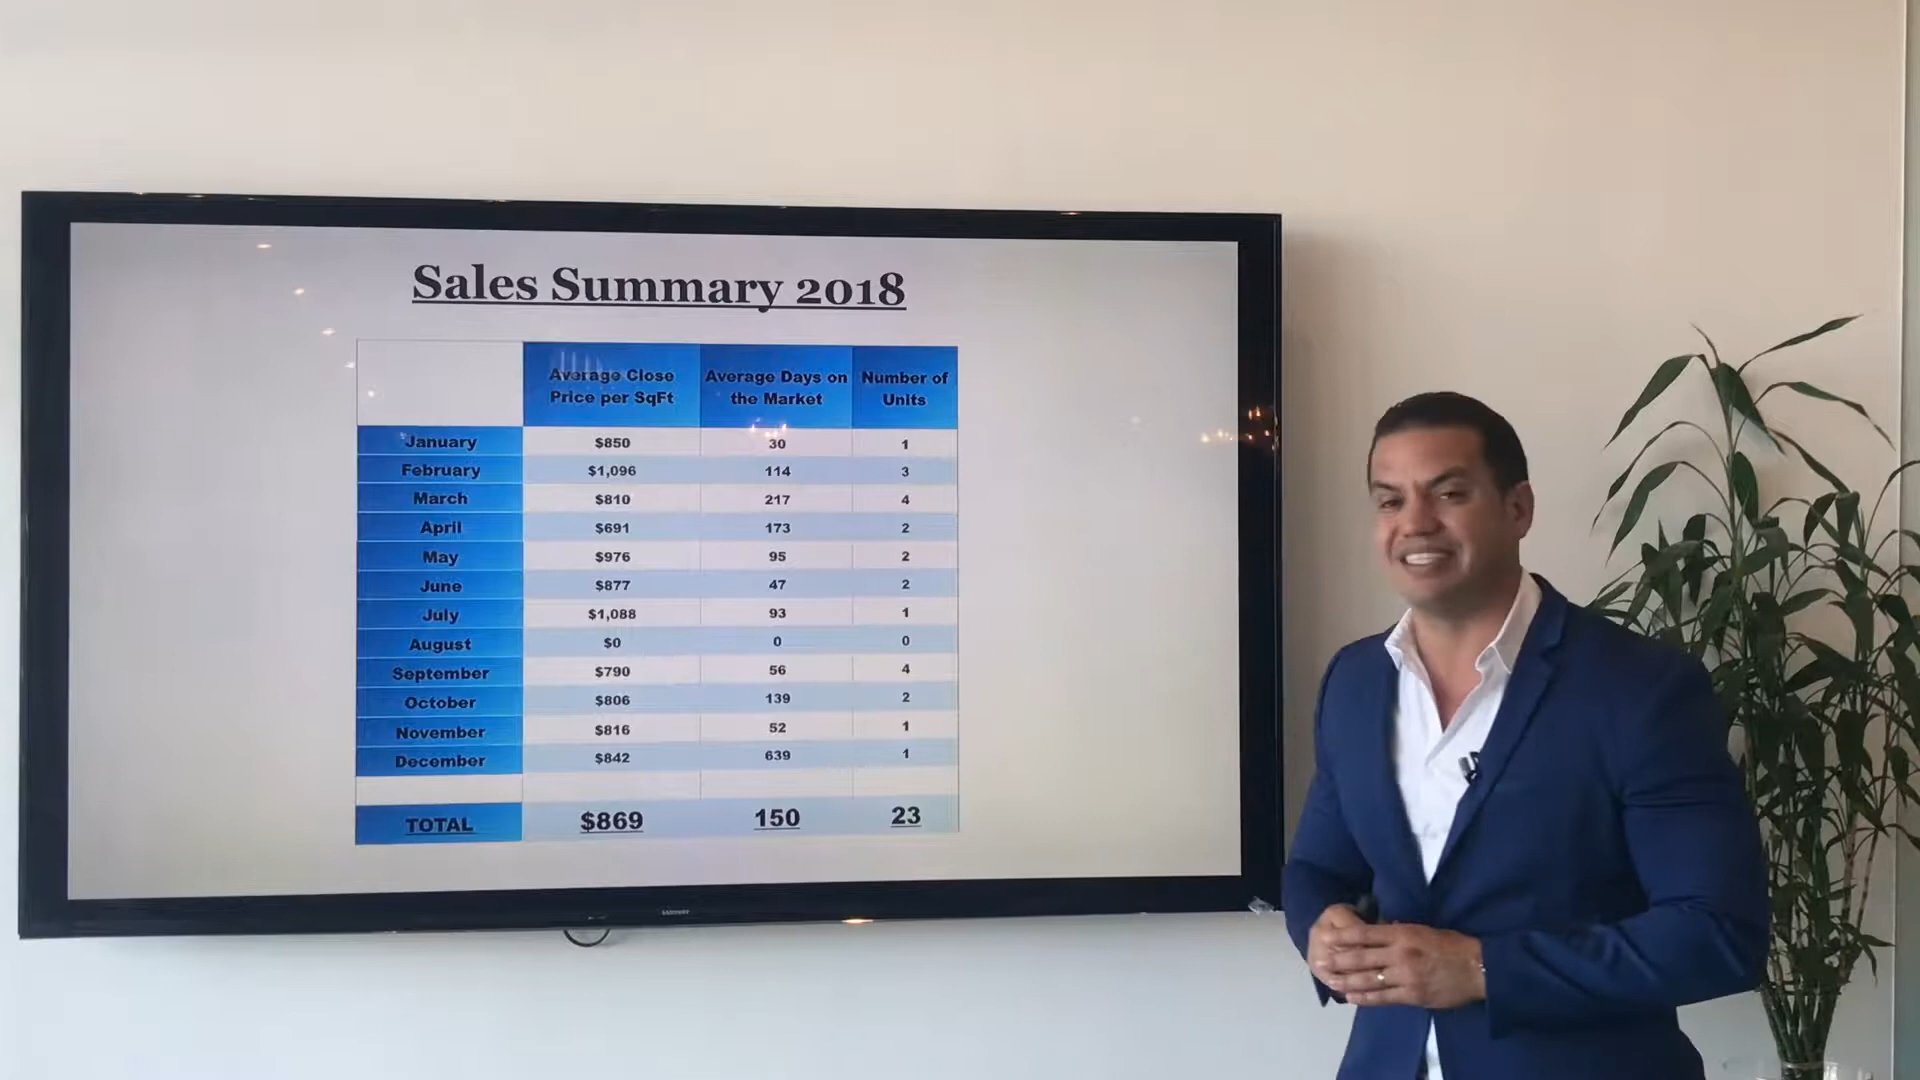 Sales Summary 2018
Average Close Price per SqFt Average Days on the Market Number of Units
January $850 30 1
February $1,096 114 3
March $810 217 4
April $691 173 2
May $976 95 2
June $877 47 2
July $1,088 93 1
August $0 0 0
September $790 56 4
October $806 139 2
November $816 52 1
December $842 639 1
TOTAL $869 150 23
SAMSUNG